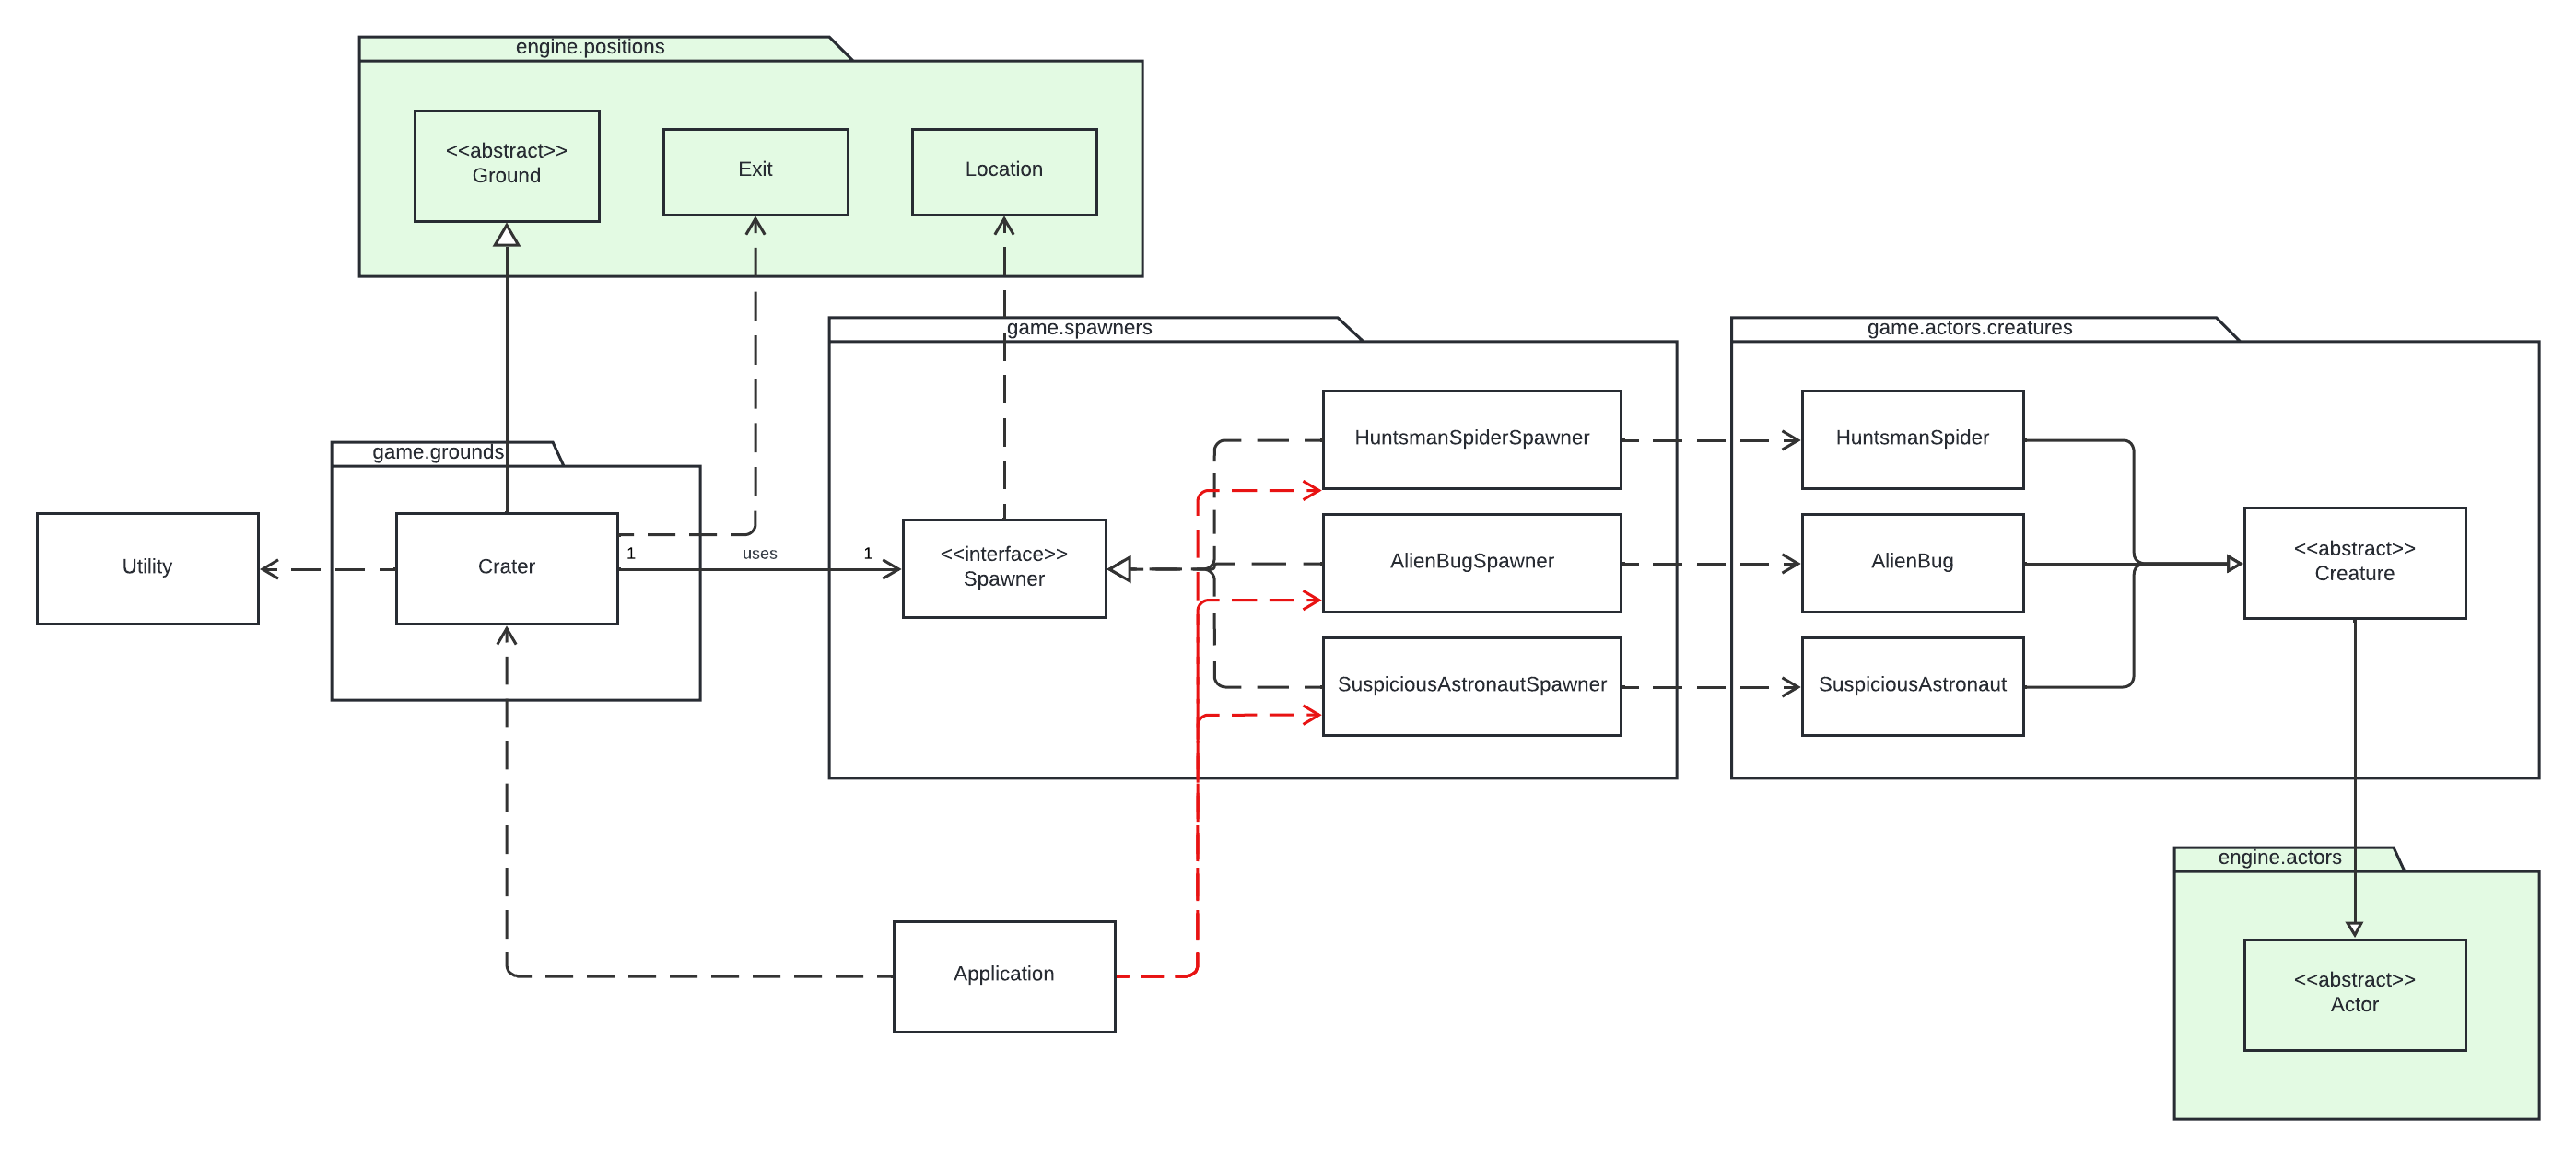 engine.positions
<<abstract>>
Ground
Exit
Location
game.spawners
game.actors.creatures
HuntsmanSpiderSpawner
HuntsmanSpider
game.grounds
Utility
Crater
1
uses
1
<<interface>>
Spawner
AlienBugSpawner
AlienBug
<<abstract>>
Creature
SuspiciousAstronautSpawner
SuspiciousAstronaut
engine.actors
Application
<<abstract>>
Actor